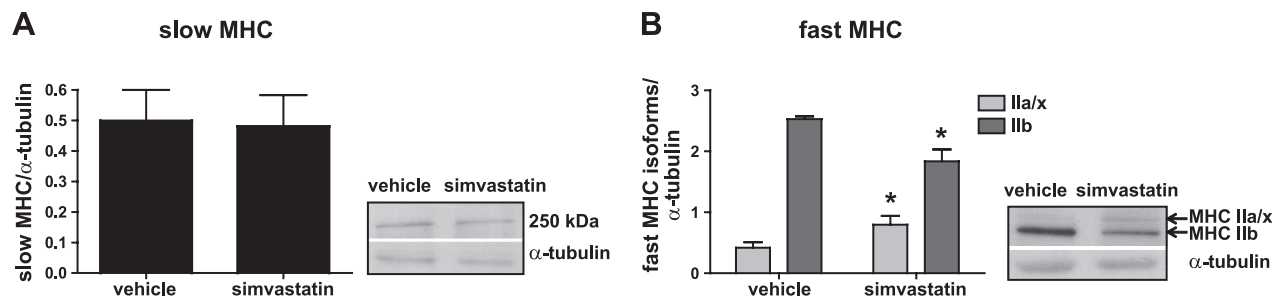 A
slow MHC
slow MHC/α-tubulin
0.6
0.5
0.4
0.3
0.2
0.1
0.0
vehicle simvastatin
vehicle simvastatin
250 kDa
α-tubulin
B
fast MHC
fast MHC isoforms/
α-tubulin
3
2
1
0
* *
vehicle simvastatin
IIa/x
IIb
vehicle simvastatin
MHC IIa/x
MHC IIb
α-tubulin